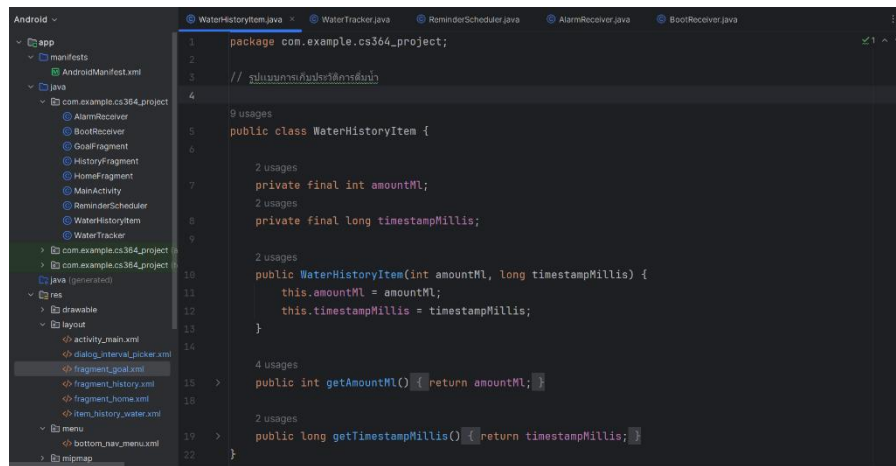 Android
WaterHistoryItem.java
WaterTracker.java
ReminderScheduler.java
AlarmReceiver.java
BootReceiver.java
app
manifests
AndroidManifest.xml
java
com.example.cs364_project
AlarmReceiver
BootReceiver
GoalFragment
HistoryFragment
HomeFragment
MainActivity
ReminderScheduler
WaterHistoryItem
WaterTracker
com.example.cs364_project
com.example.cs364_project
java (generated)
res
drawable
layout
activity_main.xml
dialog_interval_picker.xml
fragment_goal.xml
fragment_history.xml
fragment_home.xml
item_history_water.xml
menu
bottom_nav_menu.xml
mipmap
1 package com.example.cs364_project;
1
2
3 // รูปแบบการเก็บประวัติการดื่มน้ำ
4
9 usages
5 public class WaterHistoryItem {
6
2 usages
7 private final int amountMl;
2 usages
8 private final long timestampMillis;
9
2 usages
10 public WaterHistoryItem(int amountMl, long timestampMillis) {
11 this.amountMl = amountMl;
12 this.timestampMillis = timestampMillis;
13 }
14
4 usages
15 public int getAmountMl() { return amountMl; }
18
2 usages
19 public long getTimestampMillis() { return timestampMillis; }
22 }